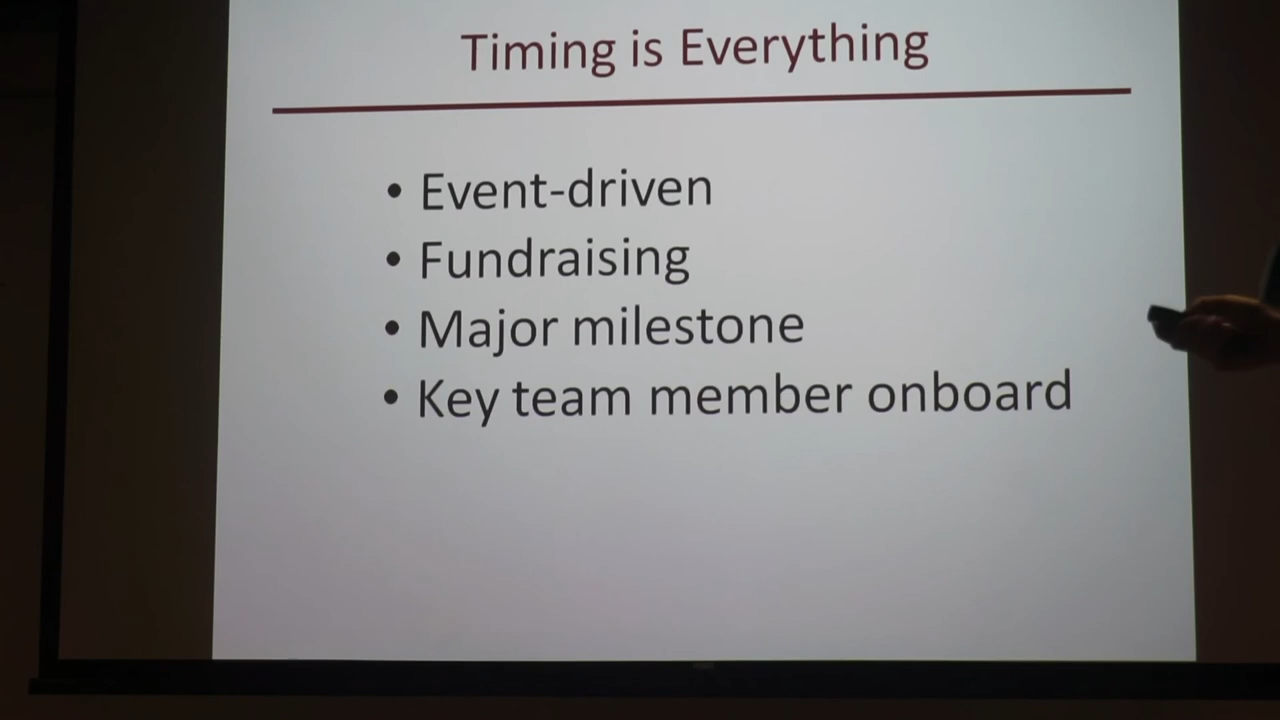 Timing is Everything
• Event-driven
• Fundraising
• Major milestone
• Key team member onboard